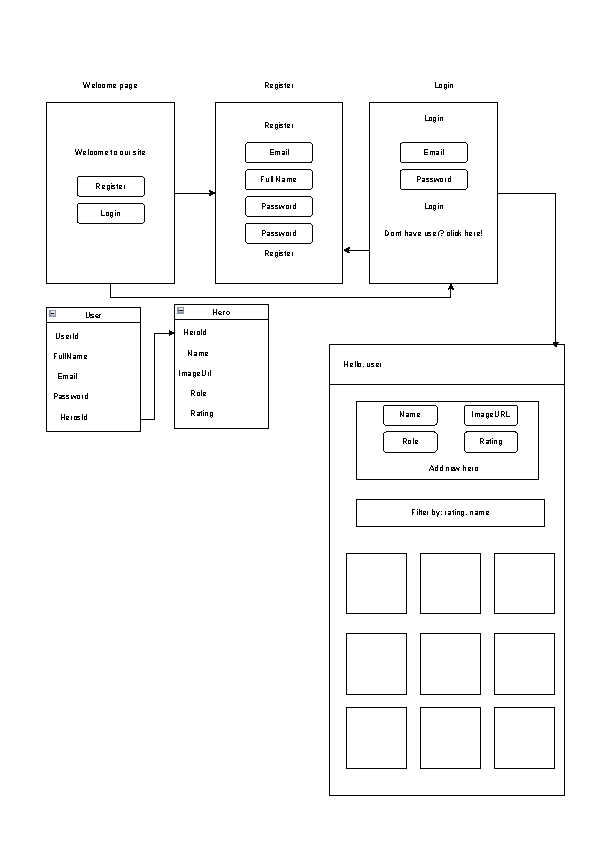 Welcome page
Register
Login
Welcome to our site
Register
Login
Register
Email
Full Name
Password
Password
Register
Login
Email
Password
Login
Dont have user? click here!
User
UserId
FullName
Email
Password
HerosId
Hero
HeroId
Name
ImageUrl
Role
Rating
Hello, user
Name
ImageURL
Role
Rating
Add new hero
Filter by: rating, name